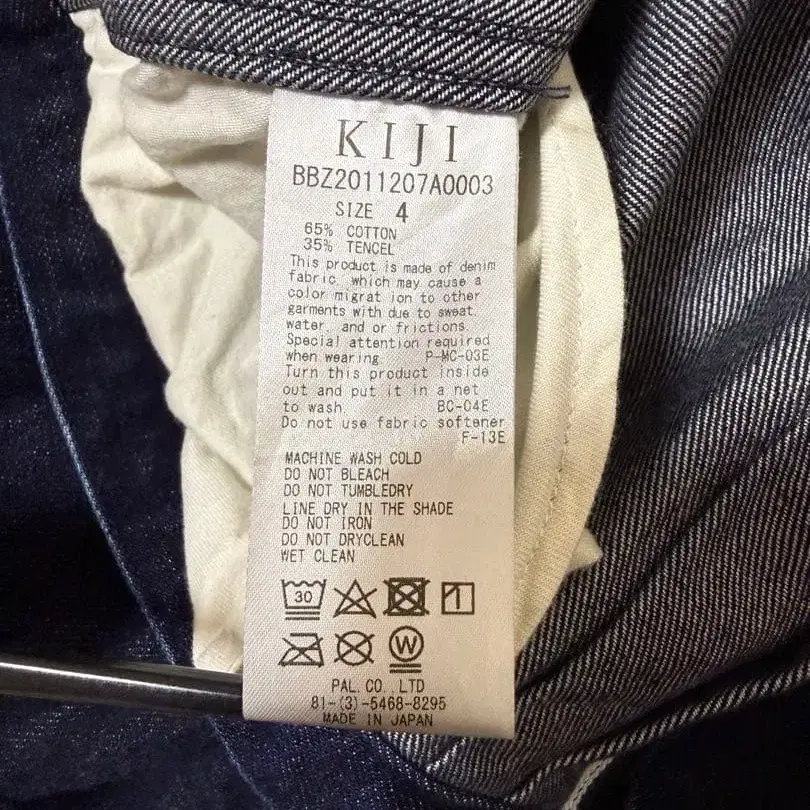 KIJI
BBZ2011207A0003
SIZE 4
65% COTTON
35% TENCEL
This product is made of denim
fabric which may cause a
color migrat ion to other
garments with due to sweat,
water, and or frictions.
Special attention required
when wearing P-MC-03E
Turn this product inside
out and put it in a net
to wash BC-04E
Do not use fabric softener
F-13E
MACHINE WASH COLD
DO NOT BLEACH
DO NOT TUMBLEDRY
LINE DRY IN THE SHADE
DO NOT IRON
DO NOT DRYCLEAN
WET CLEAN
30
W
PAL.CO.,LTD
81-(3)-5468-8295
MADE IN JAPAN